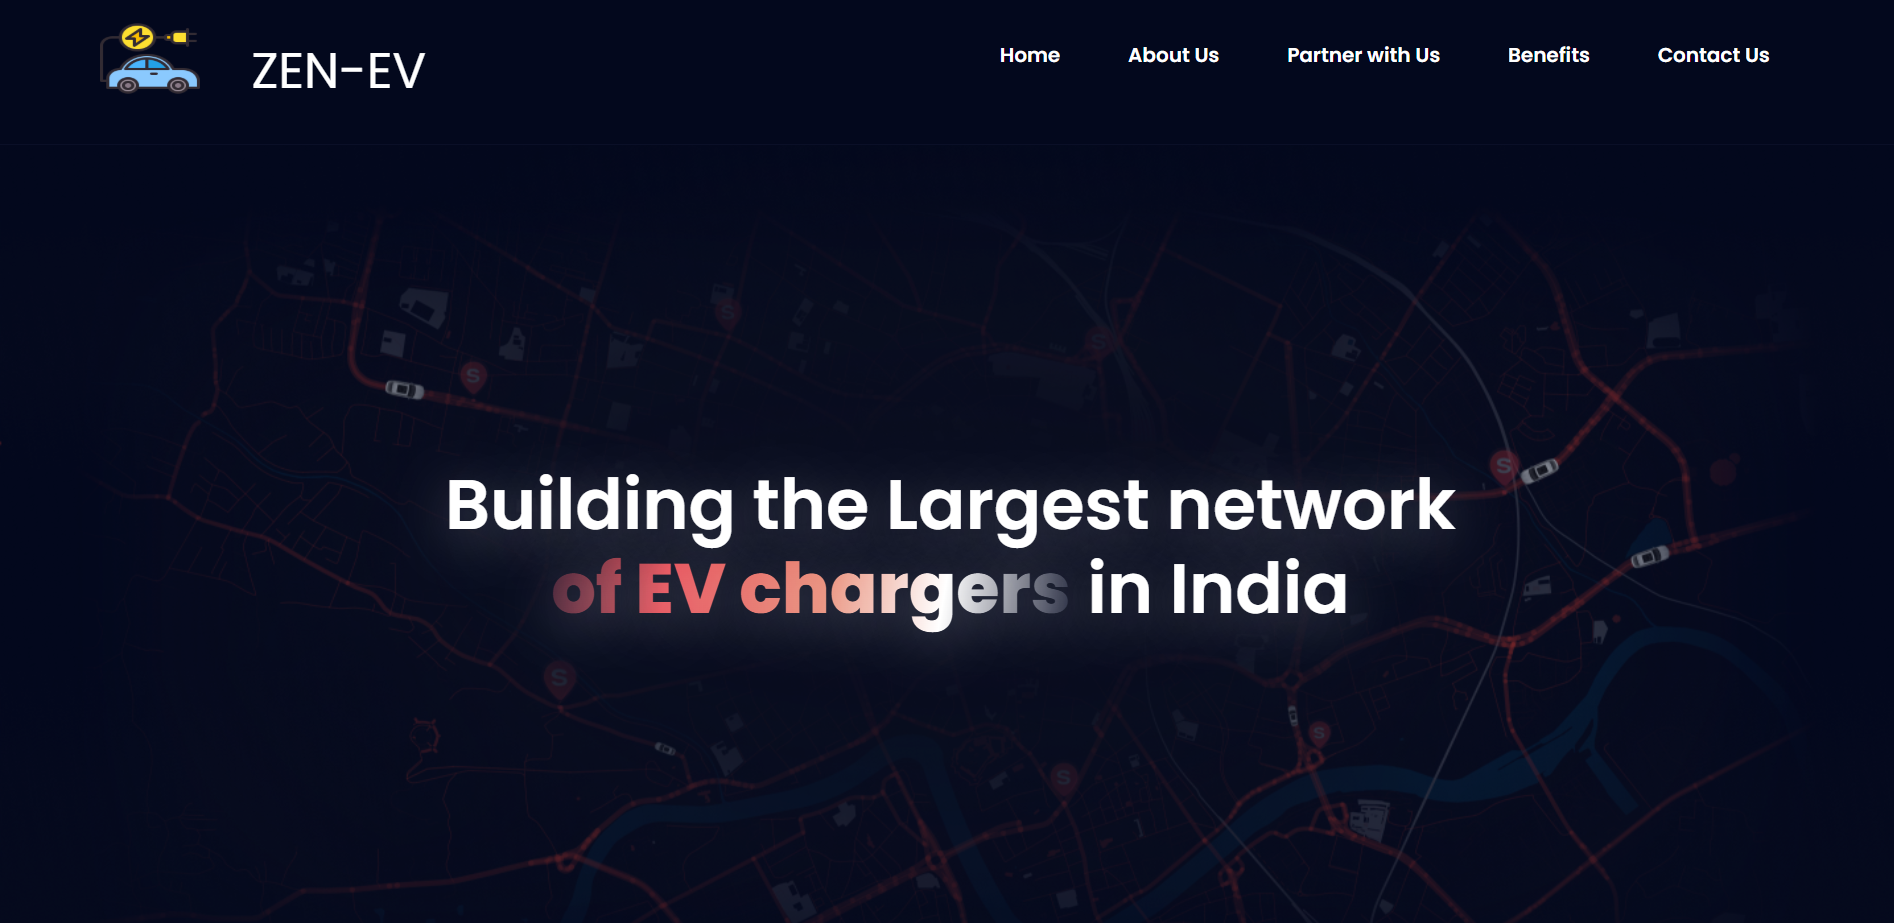 ZEN-EV
Home About Us Partner with Us Benefits Contact Us
S
S
S
S
Building the Largest network
of EV chargers in India
S
S
S